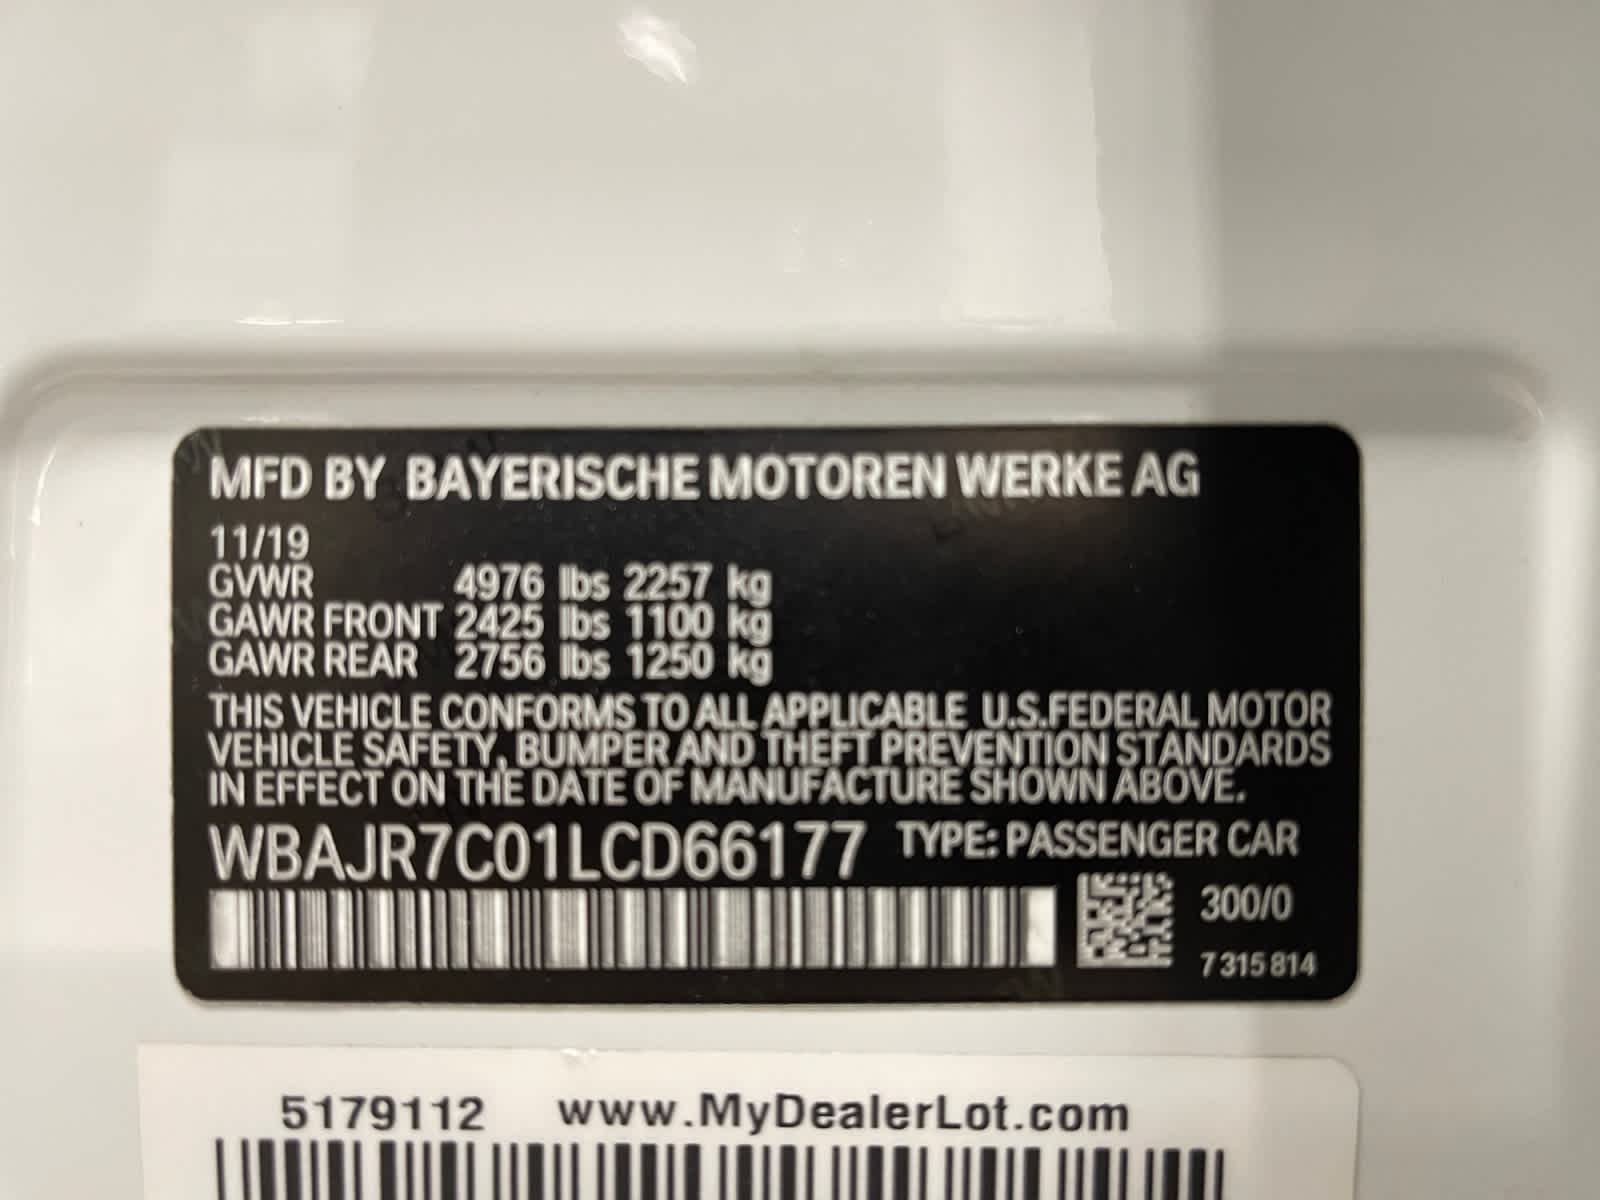 MFD BY BAYERISCHE MOTOREN WERKE AG
11/19
GVWR 4976 lbs 2257 kg
GAWR FRONT 2425 lbs 1100 kg
GAWR REAR 2756 lbs 1250 kg
THIS VEHICLE CONFORMS TO ALL APPLICABLE U.S.FEDERAL MOTOR
VEHICLE SAFETY, BUMPER AND THEFT PREVENTION STANDARDS
IN EFFECT ON THE DATE OF MANUFACTURE SHOWN ABOVE.
WBAJR7C01LCD66177 TYPE: PASSENGER CAR
300/0
7315814
5179112 www.MyDealerLot.com